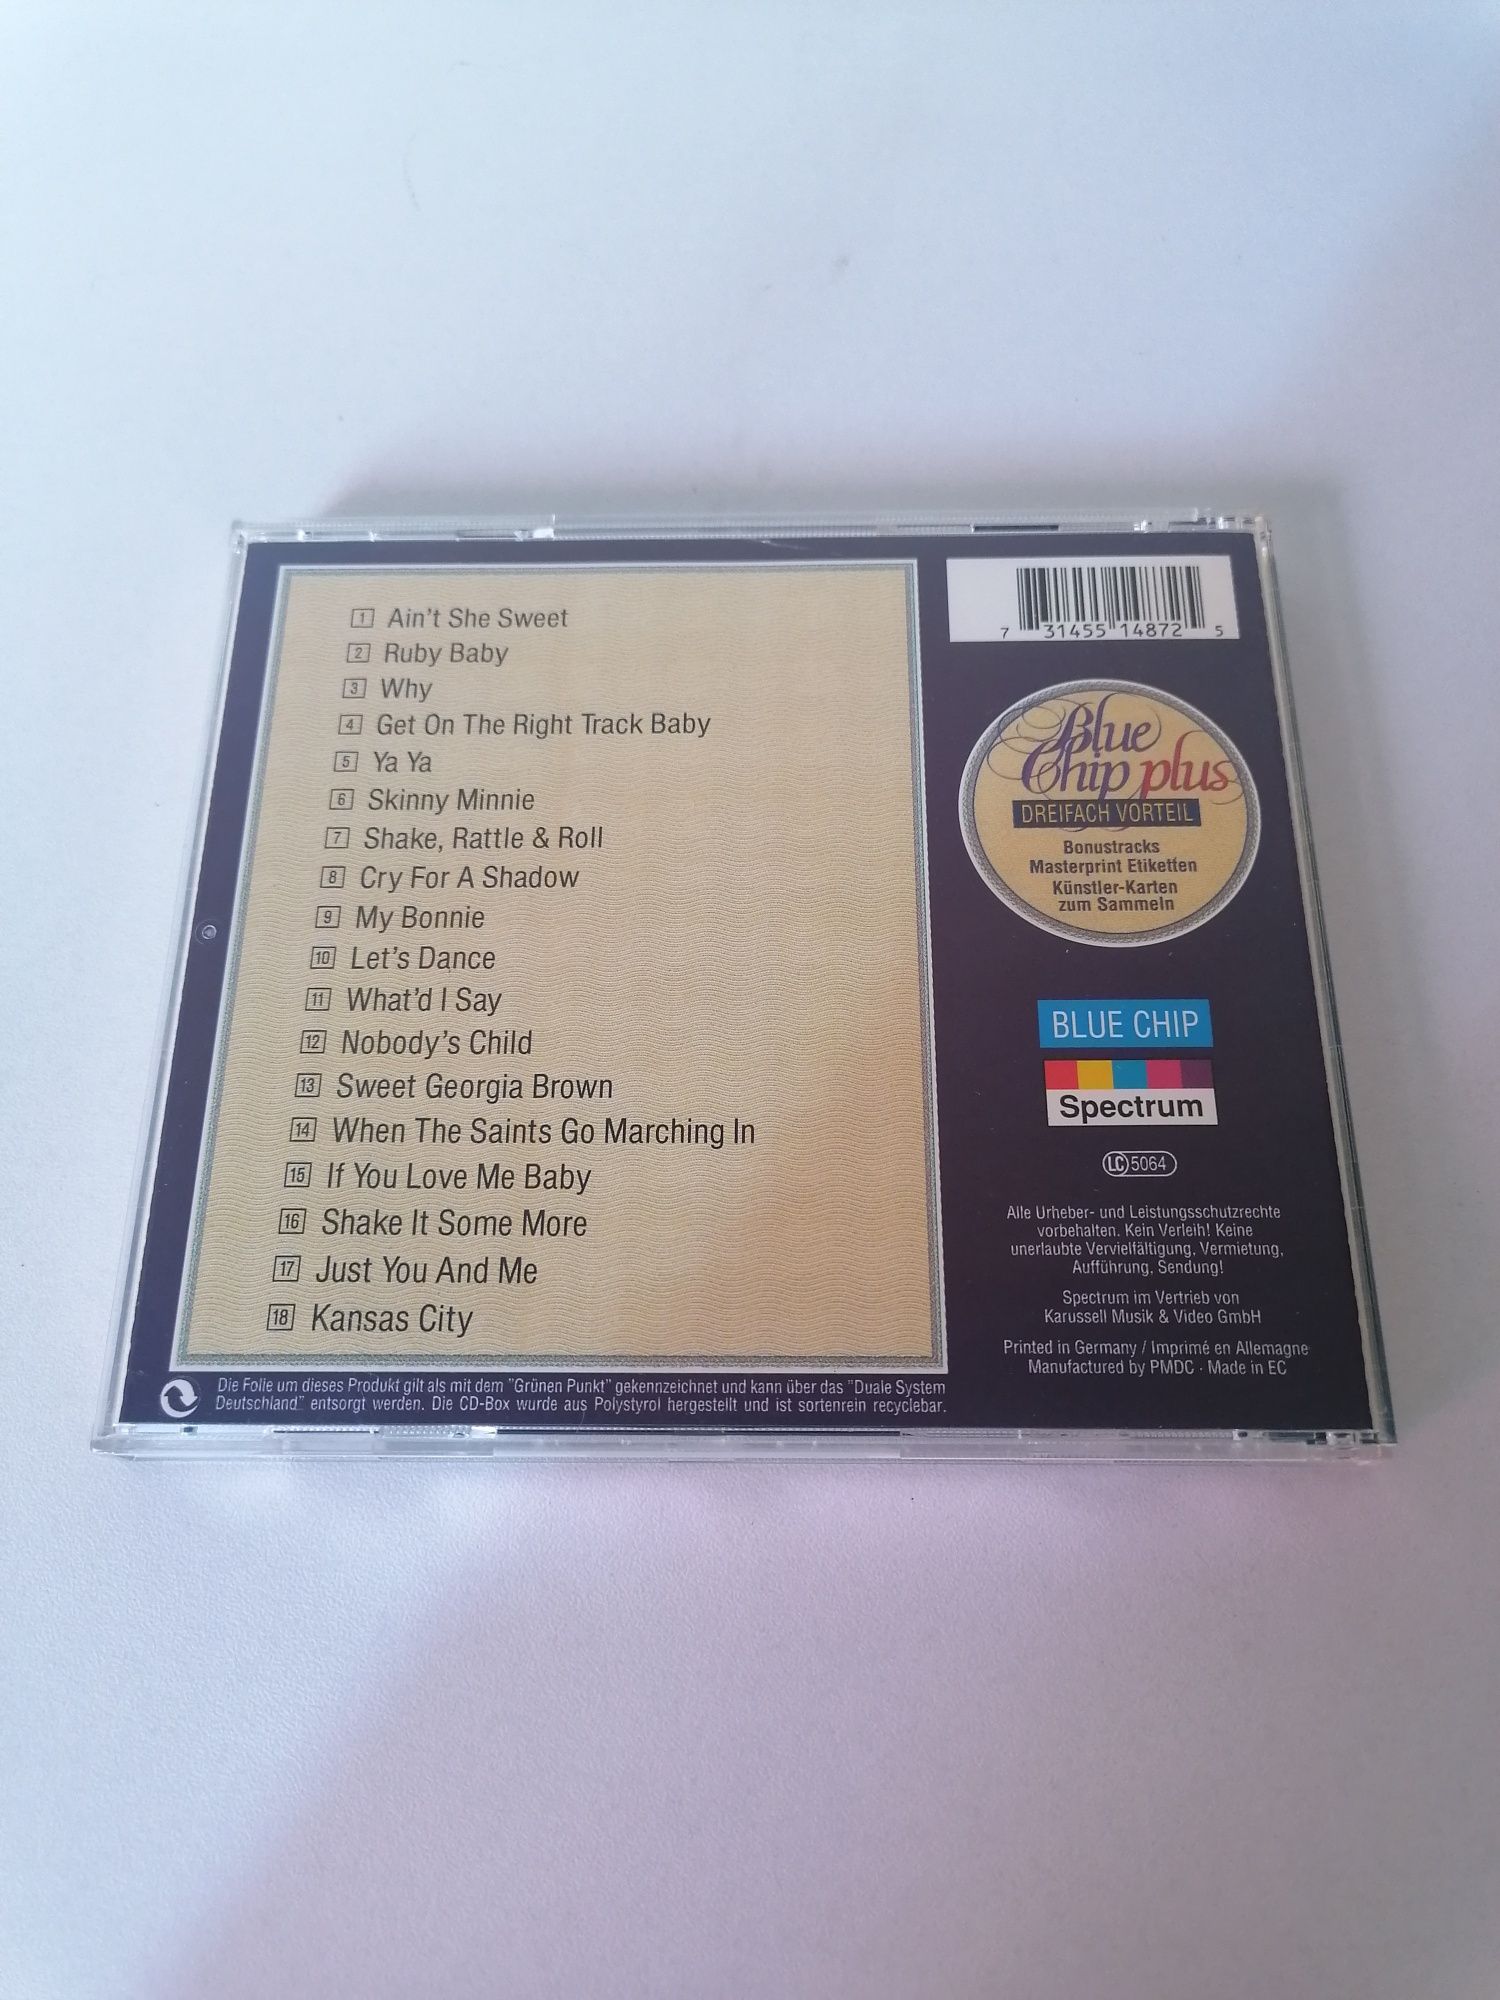 1 Ain't She Sweet
2 Ruby Baby
3 Why
4 Get On The Right Track Baby
5 Ya Ya
6 Skinny Minnie
7 Shake, Rattle & Roll
8 Cry For A Shadow
9 My Bonnie
10 Let's Dance
11 What'd I Say
12 Nobody's Child
13 Sweet Georgia Brown
14 When The Saints Go Marching In
15 If You Love Me Baby
16 Shake It Some More
17 Just You And Me
18 Kansas City
Die Folie um dieses Produkt gilt als mit dem "Grünen Punkt" gekennzeichnet und kann über das "Duale System
Deutschland" entsorgt werden. Die CD-Box wurde aus Polystyrol hergestellt und ist sortenrein recyclebar.
7 31455 14872 5
Blue
Chip plus
DREIFACH VORTEIL
Bonustracks
Masterprint Etiketten
Künstler-Karten
zum Sammeln
BLUE CHIP
Spectrum
LC 5064
Alle Urheber- und Leistungsschutzrechte
vorbehalten. Kein Verleih! Keine
unerlaubte Vervielfältigung, Vermietung,
Aufführung, Sendung!
Spectrum im Vertrieb von
Karussell Musik & Video GmbH
Printed in Germany / Imprimé en Allemagne
Manufactured by PMDC · Made in EC